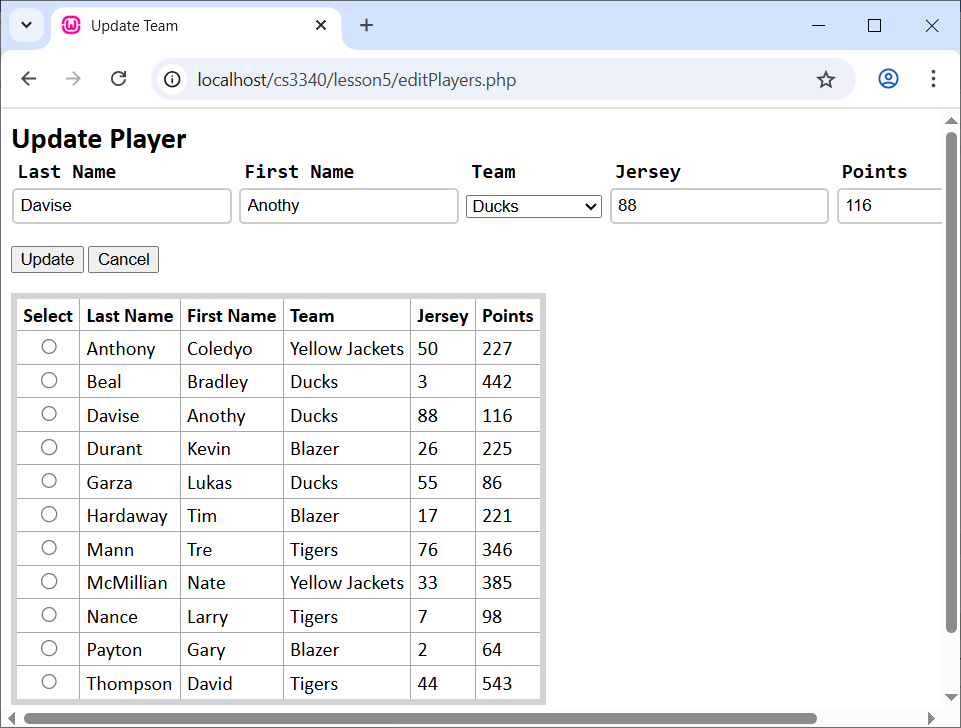 Update Team
localhost/cs3340/lesson5/editPlayers.php
Update Player
Last Name First Name Team Jersey Points
Davise Anothy Ducks 88 116
Update Cancel
Select Last Name First Name Team Jersey Points
Anthony Coledyo Yellow Jackets 50 227
Beal Bradley Ducks 3 442
Davise Anothy Ducks 88 116
Durant Kevin Blazer 26 225
Garza Lukas Ducks 55 86
Hardaway Tim Blazer 17 221
Mann Tre Tigers 76 346
McMillian Nate Yellow Jackets 33 385
Nance Larry Tigers 7 98
Payton Gary Blazer 2 64
Thompson David Tigers 44 543